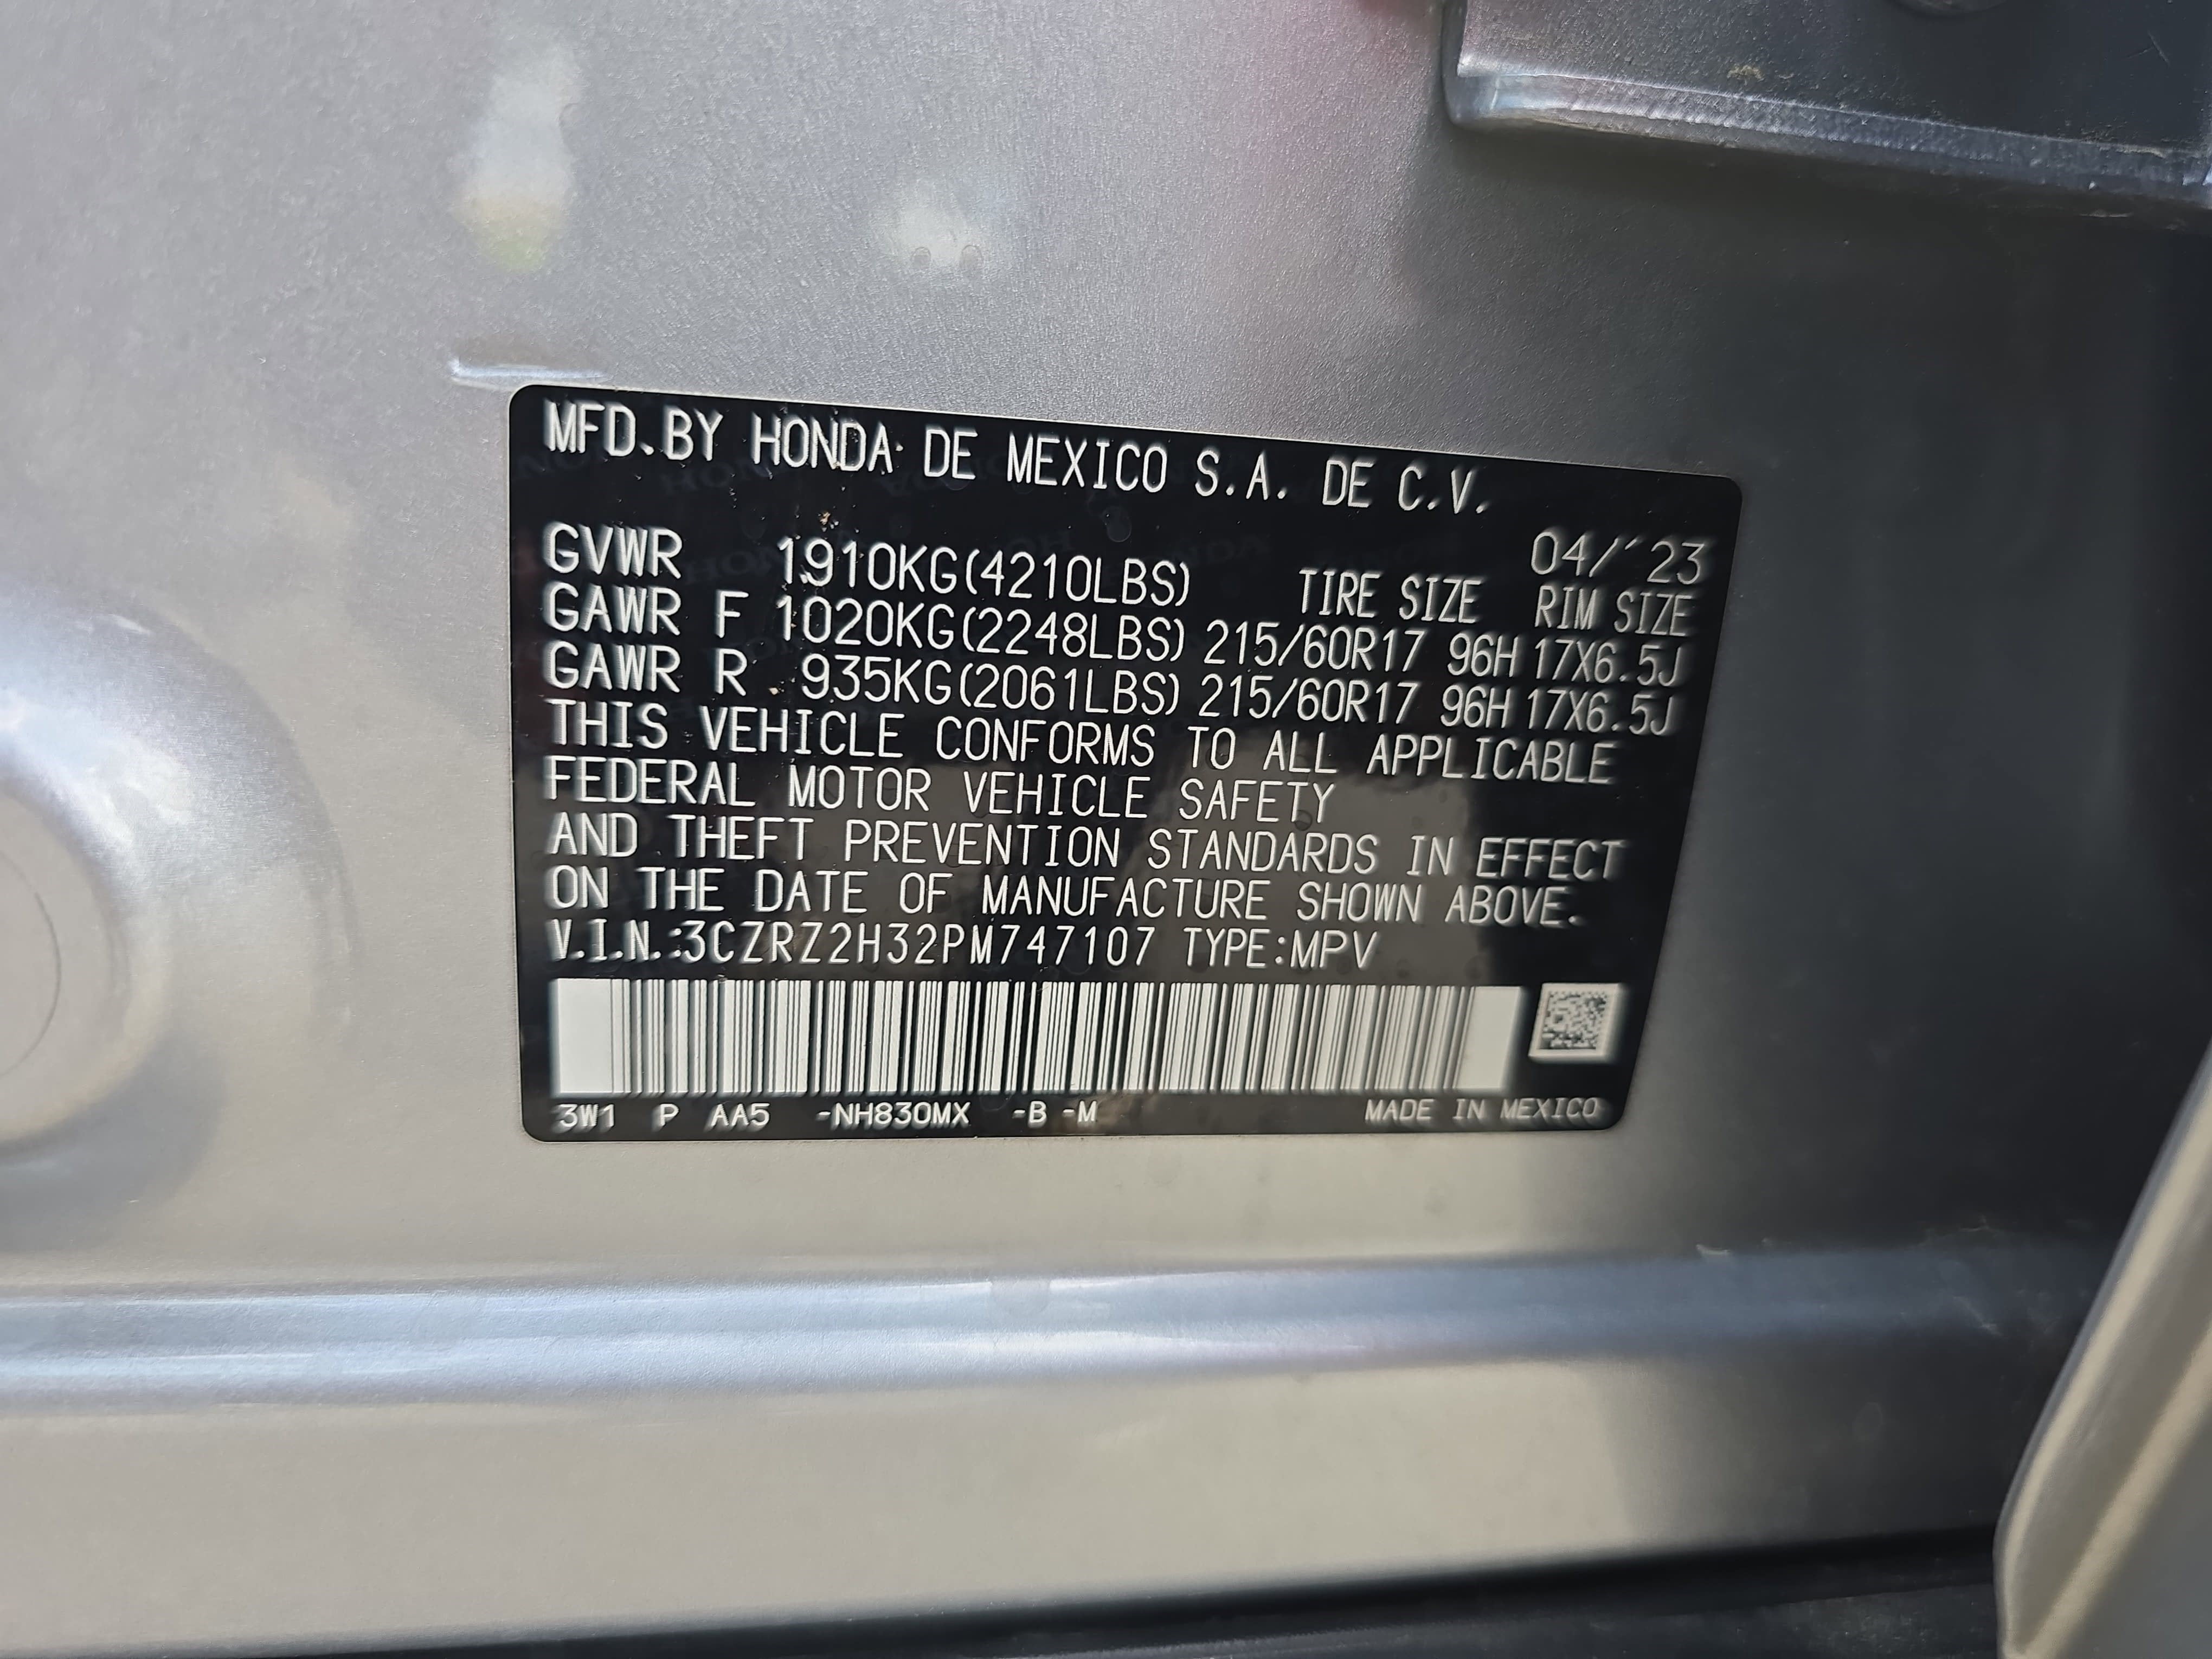 MFD.BY HONDA DE MEXICO S.A. DE C.V.
04/´23
GVWR 1910KG(4210LBS) TIRE SIZE RIM SIZE
GAWR F 1020KG(2248LBS) 215/60R17 96H 17X6.5J
GAWR R 935KG(2061LBS) 215/60R17 96H 17X6.5J
THIS VEHICLE CONFORMS TO ALL APPLICABLE
FEDERAL MOTOR VEHICLE SAFETY
AND THEFT PREVENTION STANDARDS IN EFFECT
ON THE DATE OF MANUFACTURE SHOWN ABOVE.
V.I.N.:3CZRZ2H32PM747107 TYPE:MPV
3W1 P AA5 -NH830MX -B -M MADE IN MEXICO